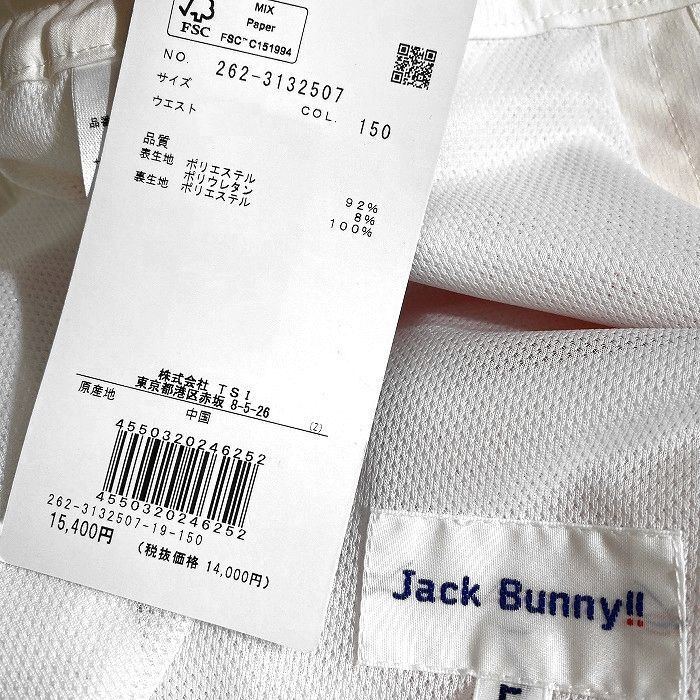 FSC
MIX
Paper
FSC™ C151994
NO. 262-3132507
サイズ COL. 150
ウエスト
品質
表生地 ポリエステル 92%
ポリウレタン 8%
裏生地 ポリエステル 100%
株式会社 TSI
東京都港区赤坂 8-5-26
原産地 中国 (Z)
4550320246252
4550320246252
262-3132507-19-150
15,400円 (税抜価格 14,000円)
Jack Bunny!!